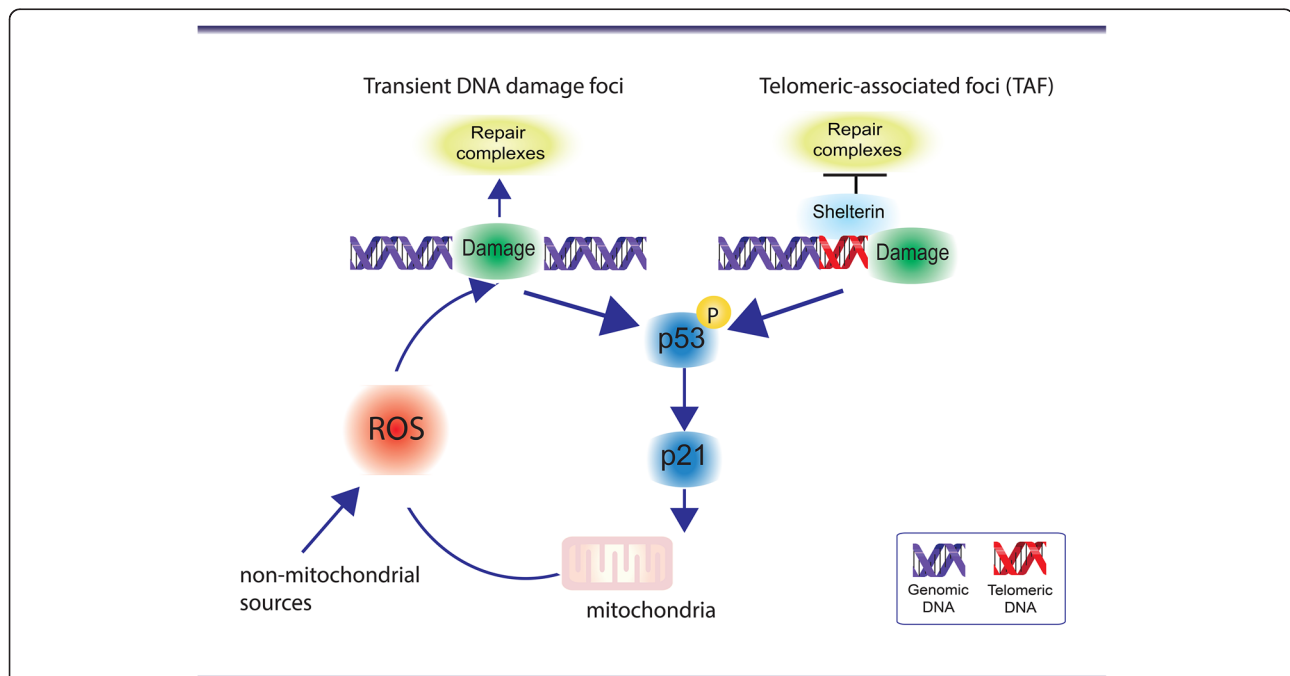 Transient DNA damage foci
Telomeric-associated foci (TAF)
Repair
complexes
Repair
complexes
Shelterin
Damage
Damage
P
p53
ROS
p21
non-mitochondrial
sources
mitochondria
Genomic
DNA
Telomeric
DNA